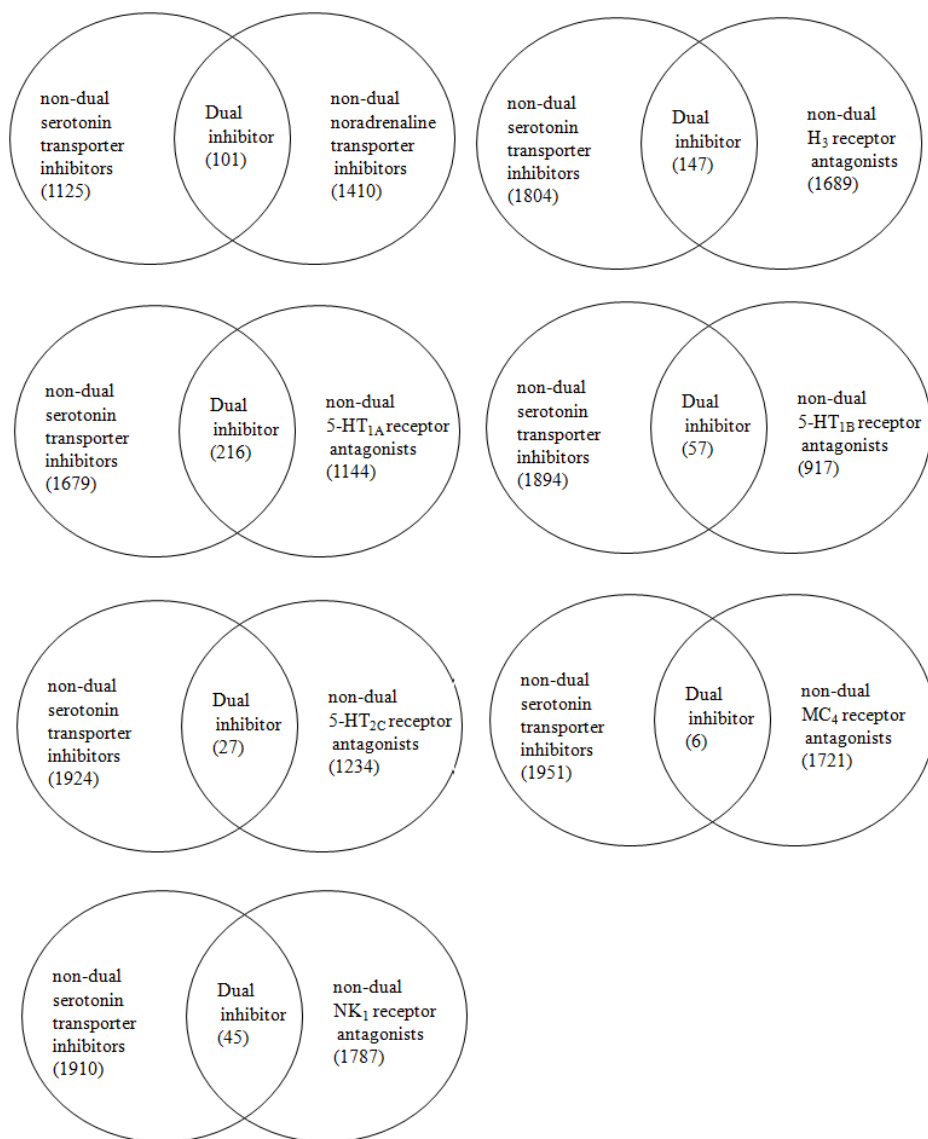 non-dual
serotonin
transporter
inhibitors
(1125)
Dual
inhibitor
(101)
non-dual
noradrenaline
transporter
inhibitors
(1410)
non-dual
serotonin
transporter
inhibitors
(1804)
Dual
inhibitor
(147)
non-dual
H₃ receptor
antagonists
(1689)
non-dual
serotonin
transporter
inhibitors
(1679)
Dual
inhibitor
(216)
non-dual
5-HT₁A receptor
antagonists
(1144)
non-dual
serotonin
transporter
inhibitors
(1894)
Dual
inhibitor
(57)
non-dual
5-HT₁B receptor
antagonists
(917)
non-dual
serotonin
transporter
inhibitors
(1924)
Dual
inhibitor
(27)
non-dual
5-HT₂C receptor
antagonists
(1234)
non-dual
serotonin
transporter
inhibitors
(1951)
Dual
inhibitor
(6)
non-dual
MC₄ receptor
antagonists
(1721)
non-dual
serotonin
transporter
inhibitors
(1910)
Dual
inhibitor
(45)
non-dual
NK₁ receptor
antagonists
(1787)